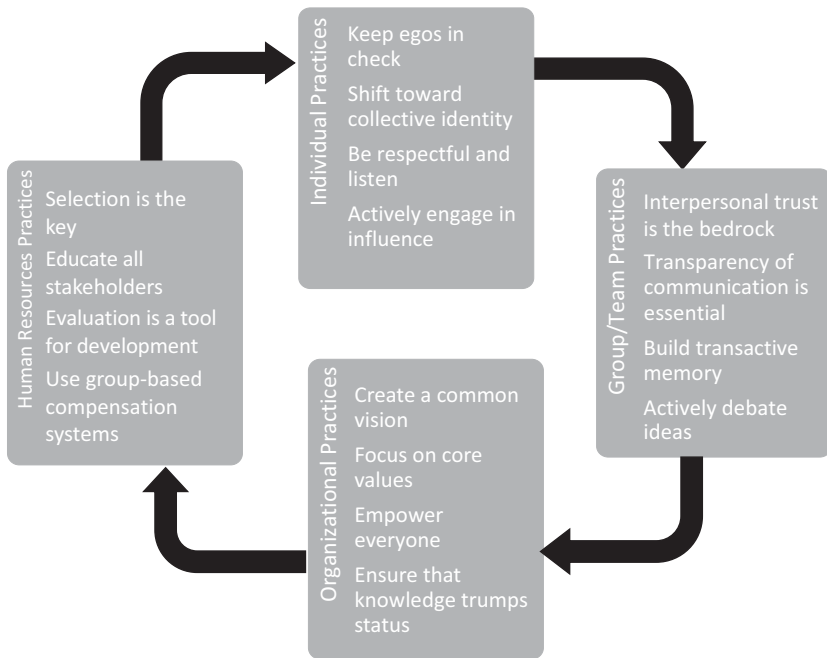 Individual Practices
Keep egos in
check
Shift toward
collective identity
Be respectful and
listen
Actively engage in
influence
Group/Team Practices
Interpersonal trust
is the bedrock
Transparency of
communication is
essential
Build transactive
memory
Actively debate
ideas
Organizational Practices
Create a common
vision
Focus on core
values
Empower
everyone
Ensure that
knowledge trumps
status
Human Resources Practices
Selection is the
key
Educate all
stakeholders
Evaluation is a tool
for development
Use group-based
compensation
systems